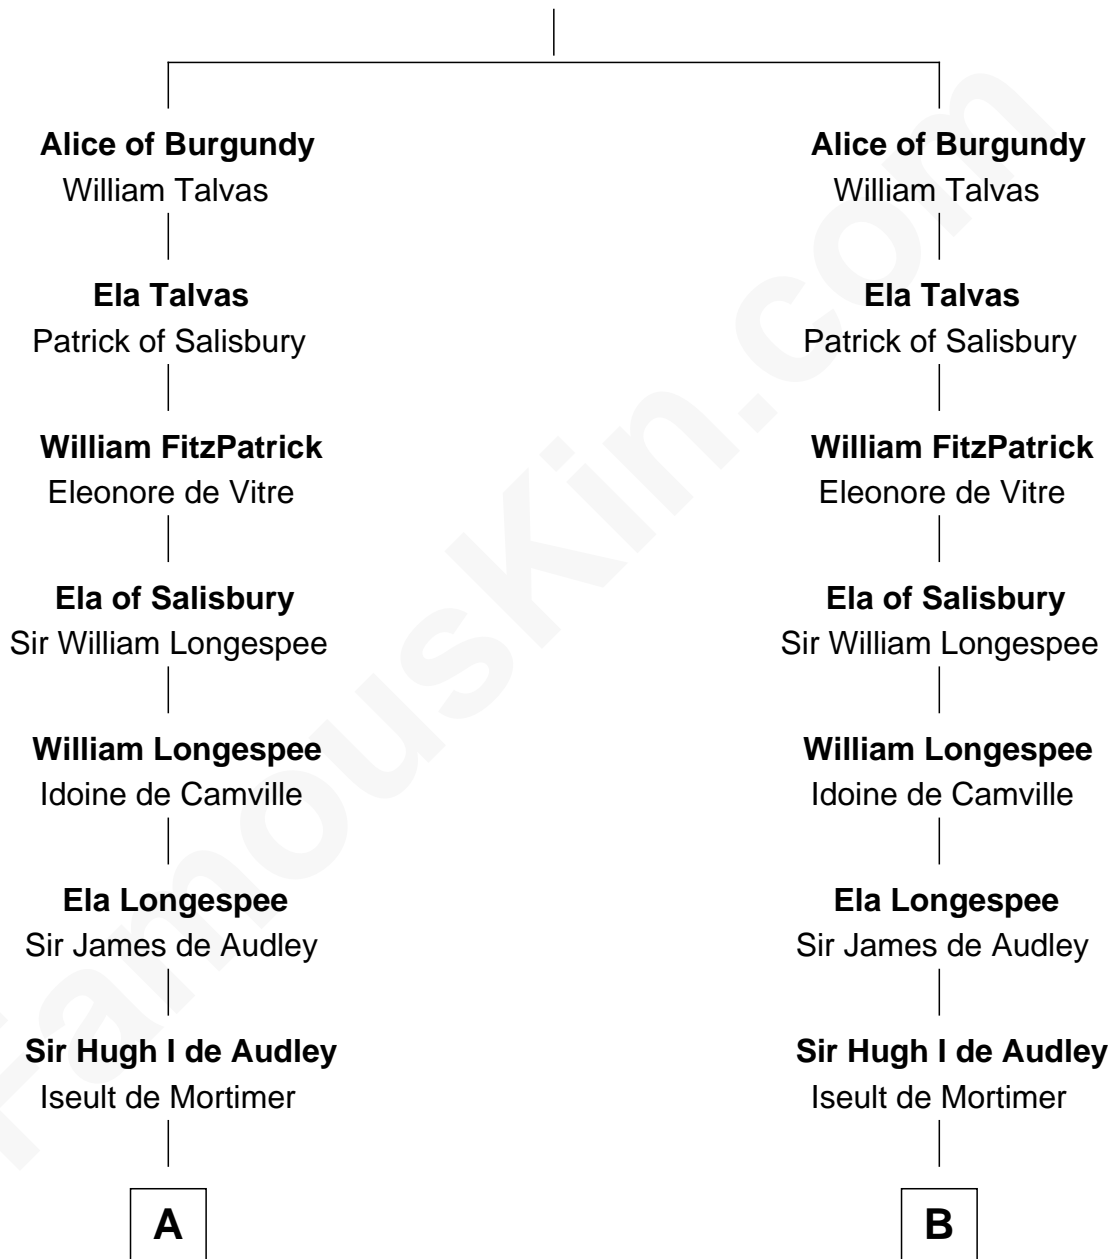 Alice of Burgundy Alice of Burgundy
William Talvas William Talvas
Ela Talvas Ela Talvas
Patrick of Salisbury Patrick of Salisbury
William FitzPatrick William FitzPatrick
Eleonore de Vitre Eleonore de Vitre
Ela of Salisbury Ela of Salisbury
Sir William Longespee Sir William Longespee
William Longespee William Longespee
Idoine de Camville Idoine de Camville
Ela Longespee Ela Longespee
Sir James de Audley Sir James de Audley
Sir Hugh I de Audley Sir Hugh I de Audley
Iseult de Mortimer Iseult de Mortimer
A B
FamousKin.com